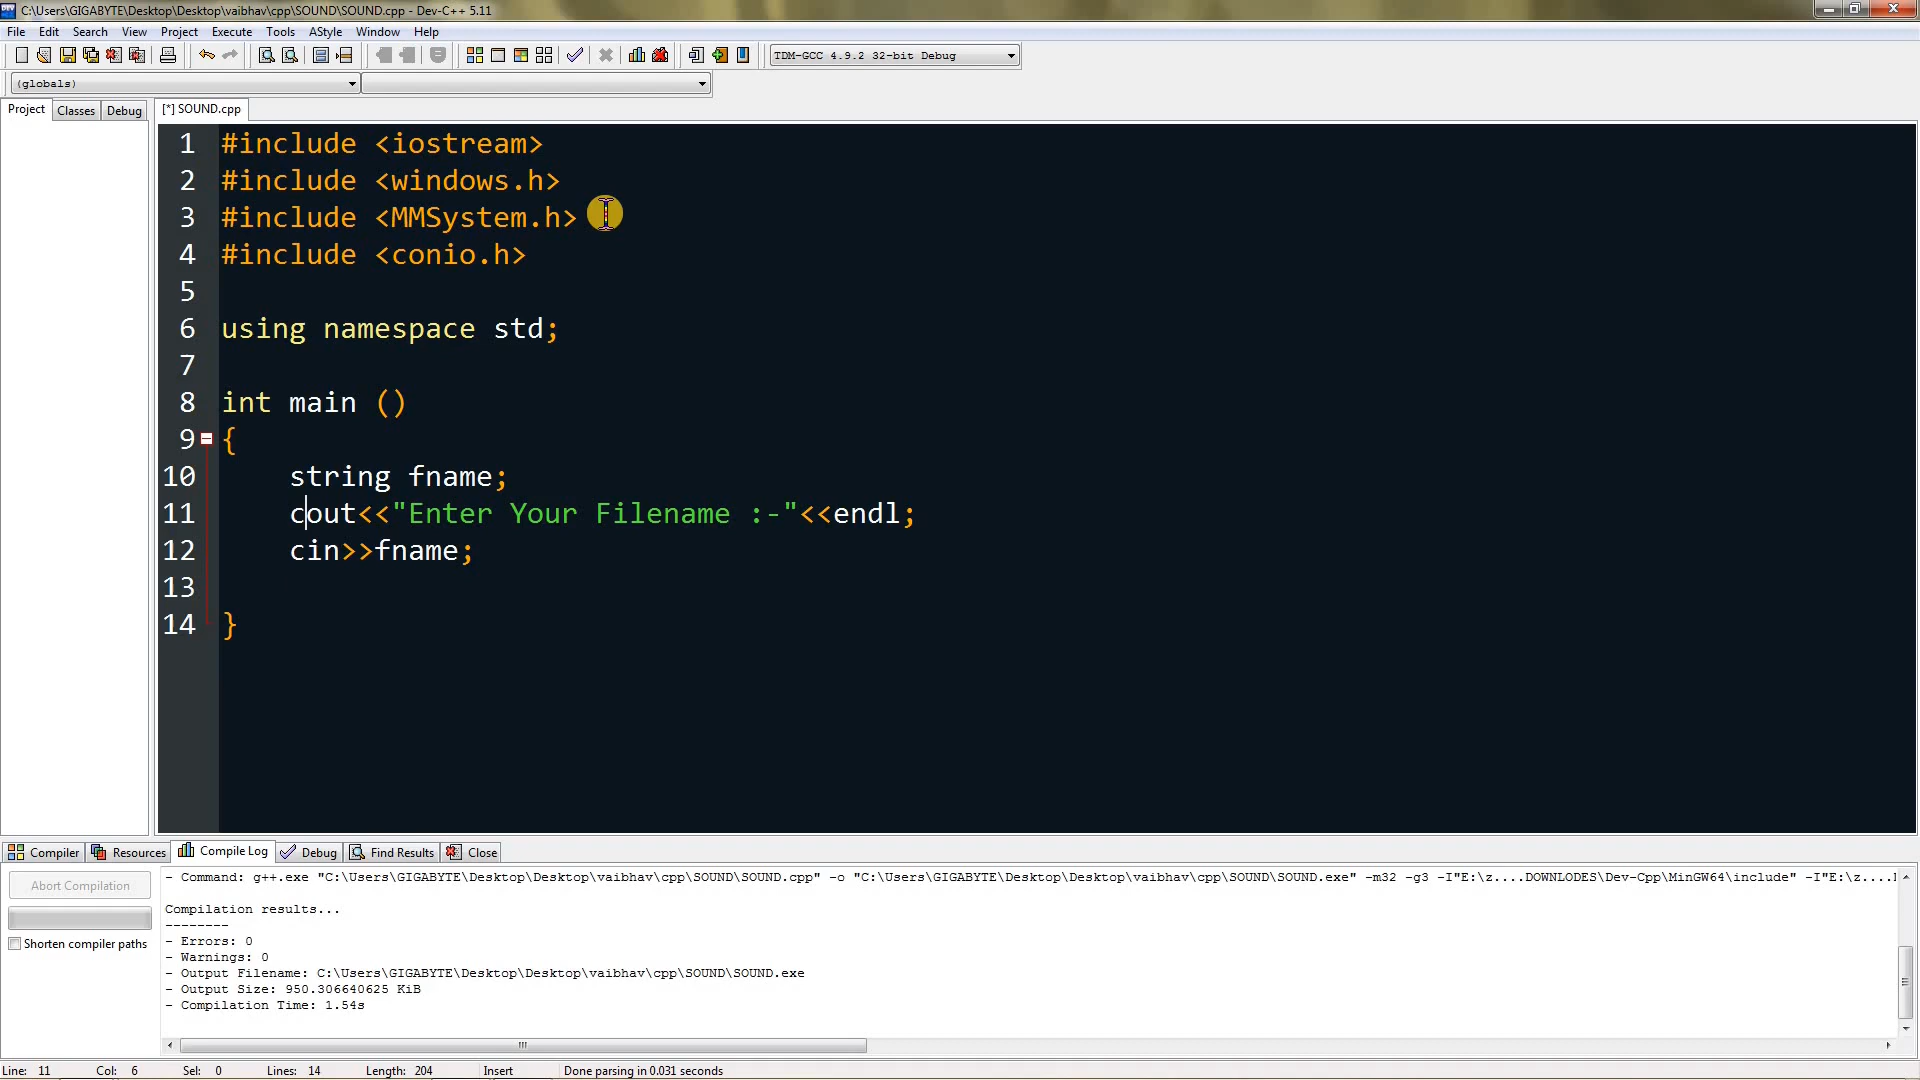 C:\Users\GIGABYTE\Desktop\Desktop\vaibhav\cpp\SOUND\SOUND.cpp - Dev-C++ 5.11
File Edit Search View Project Execute Tools AStyle Window Help
TDM-GCC 4.9.2 32-bit Debug
(globals)
Project Classes Debug [*] SOUND.cpp
1 #include <iostream>
2 #include <windows.h>
3 #include <MMSystem.h>
4 #include <conio.h>
5
6 using namespace std;
7
8 int main ()
9 {
10 string fname;
11 cout<<"Enter Your Filename :-"<<endl;
12 cin>>fname;
13
14 }
Compiler Resources Compile Log Debug Find Results Close
Abort Compilation
Shorten compiler paths
- Command: g++.exe "C:\Users\GIGABYTE\Desktop\Desktop\vaibhav\cpp\SOUND\SOUND.cpp" -o "C:\Users\GIGABYTE\Desktop\Desktop\vaibhav\cpp\SOUND\SOUND.exe" -m32 -g3 -I"E:\z....DOWNLODES\Dev-Cpp\MinGW64\include" -I"E:\z....
Compilation results...
--------
- Errors: 0
- Warnings: 0
- Output Filename: C:\Users\GIGABYTE\Desktop\Desktop\vaibhav\cpp\SOUND\SOUND.exe
- Output Size: 950.306640625 KiB
- Compilation Time: 1.54s
Line: 11 Col: 6 Sel: 0 Lines: 14 Length: 204 Insert Done parsing in 0.031 seconds